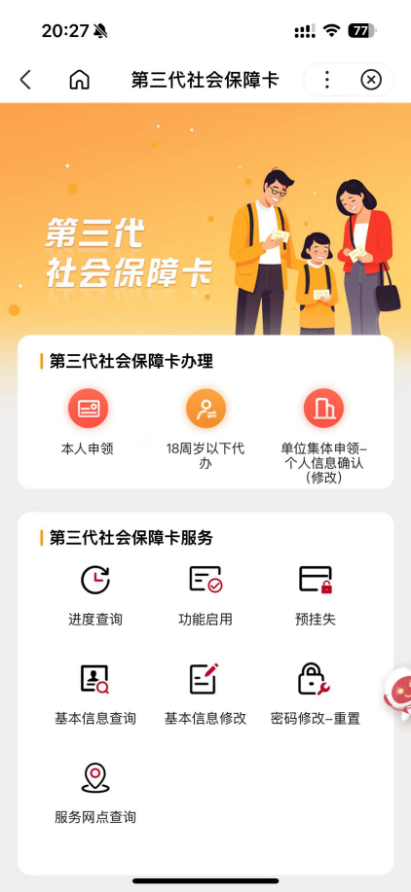 20:27
77
第三代社会保障卡
第三代
社会保障卡
第三代社会保障卡办理
本人申领
18周岁以下代
办
单位集体申领-
个人信息确认
(修改)
第三代社会保障卡服务
进度查询
功能启用
预挂失
基本信息查询
基本信息修改
密码修改-重置
服务网点查询